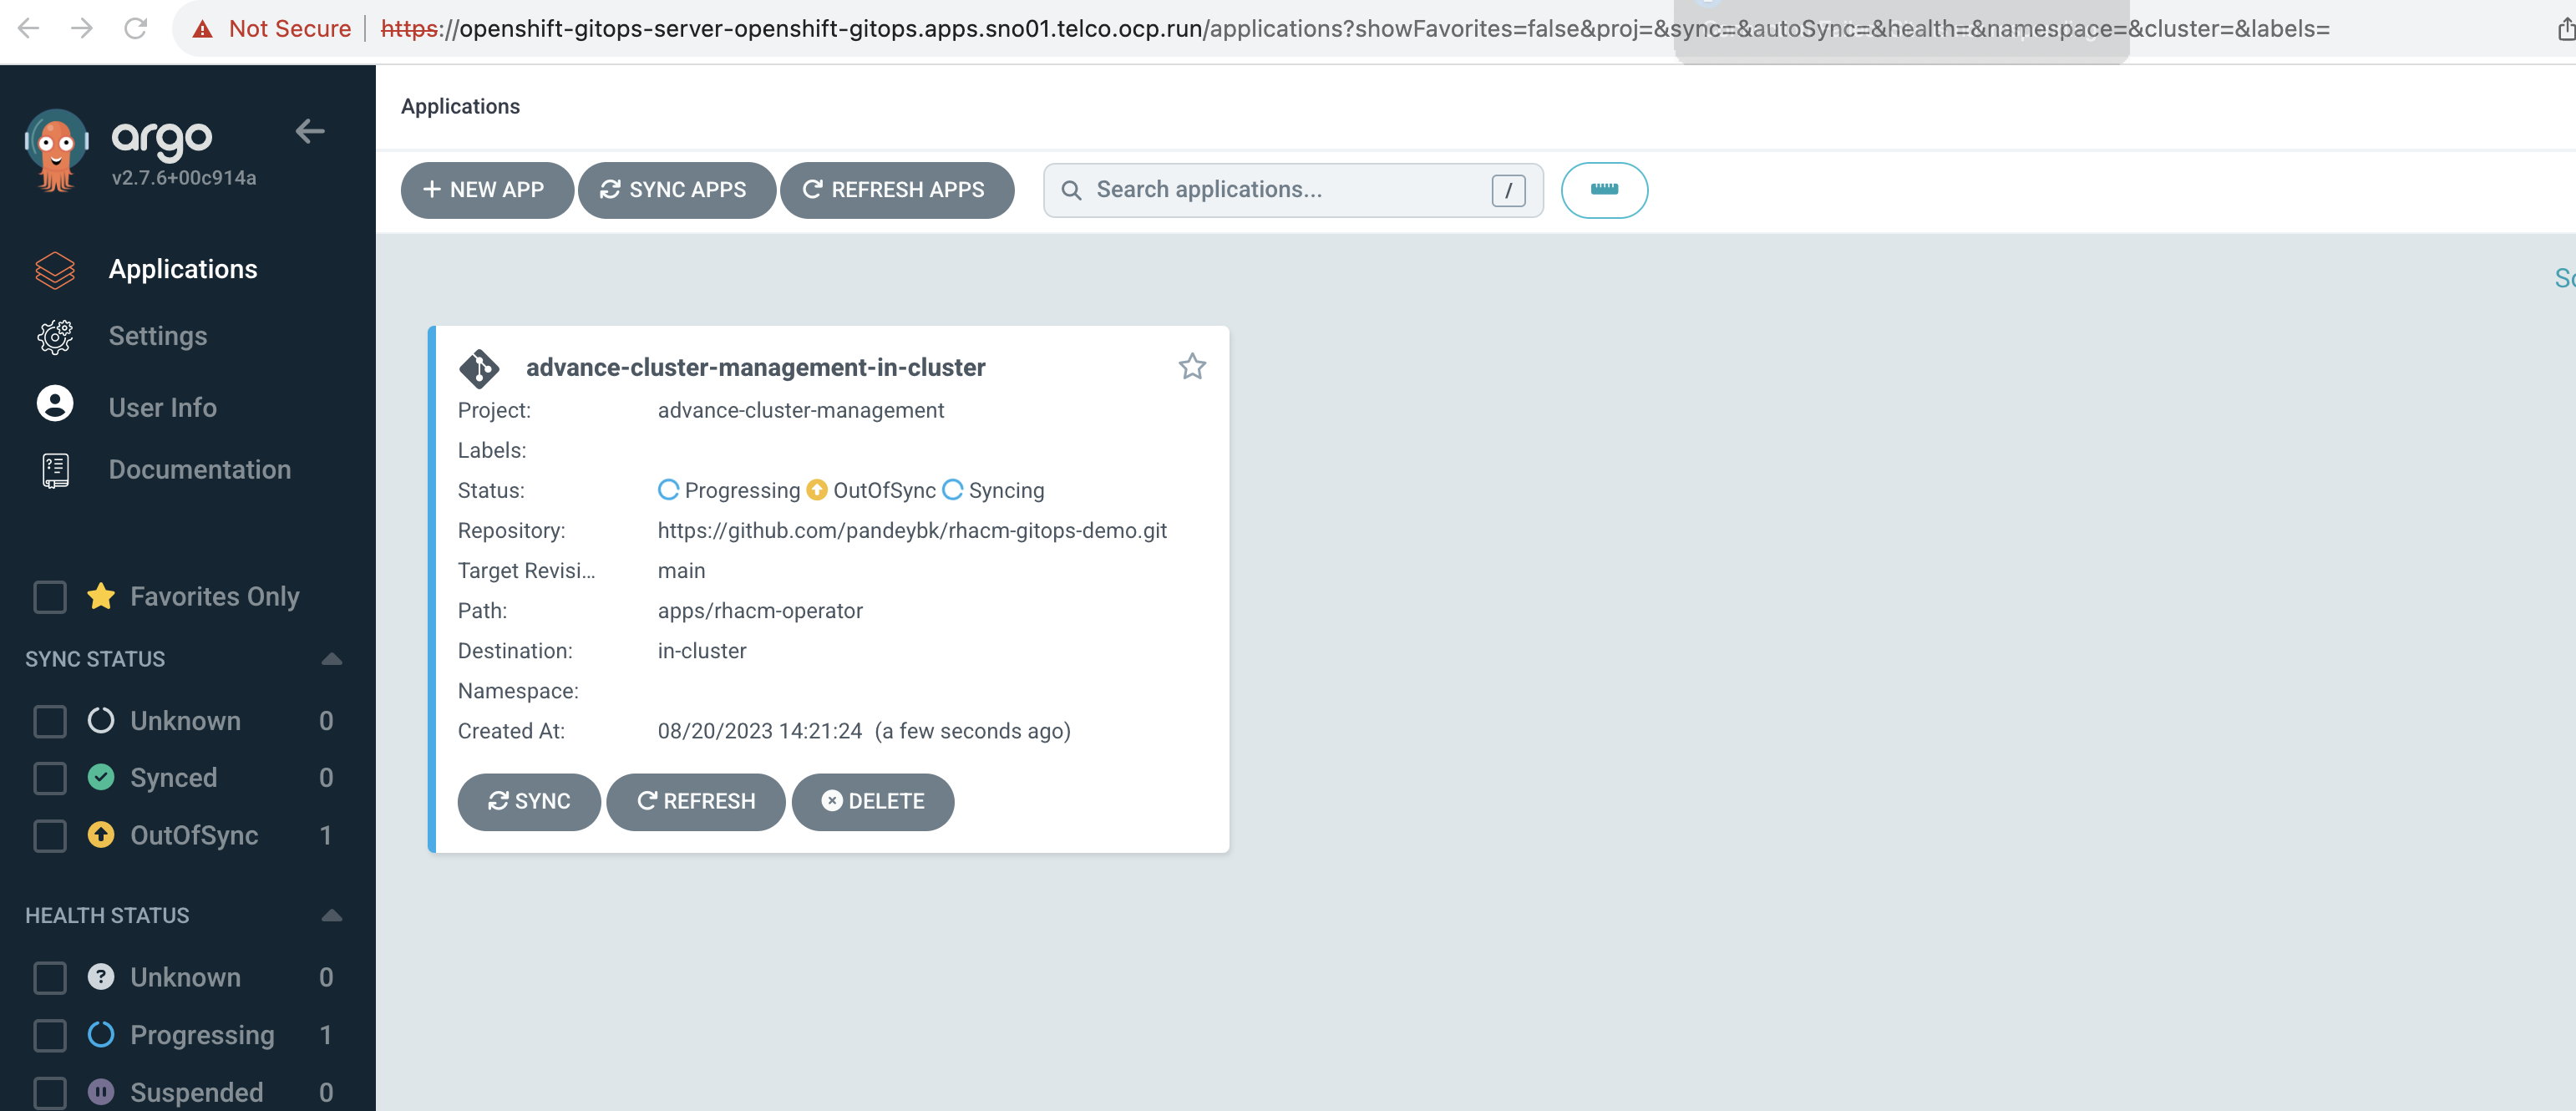 Not Secure | https://openshift-gitops-server-openshift-gitops.apps.sno01.telco.ocp.run/applications?showFavorites=false&proj=&sync=&autoSync=&health=&namespace=&cluster=&labels=
argo
v2.7.6+00c914a
Applications
Settings
User Info
Documentation
Favorites Only
SYNC STATUS
Unknown 0
Synced 0
OutOfSync 1
HEALTH STATUS
Unknown 0
Progressing 1
Suspended 0
Applications
+ NEW APP SYNC APPS REFRESH APPS Search applications... /
advance-cluster-management-in-cluster
Project: advance-cluster-management
Labels:
Status: Progressing OutOfSync Syncing
Repository: https://github.com/pandeybk/rhacm-gitops-demo.git
Target Revisi... main
Path: apps/rhacm-operator
Destination: in-cluster
Namespace:
Created At: 08/20/2023 14:21:24 (a few seconds ago)
SYNC REFRESH DELETE